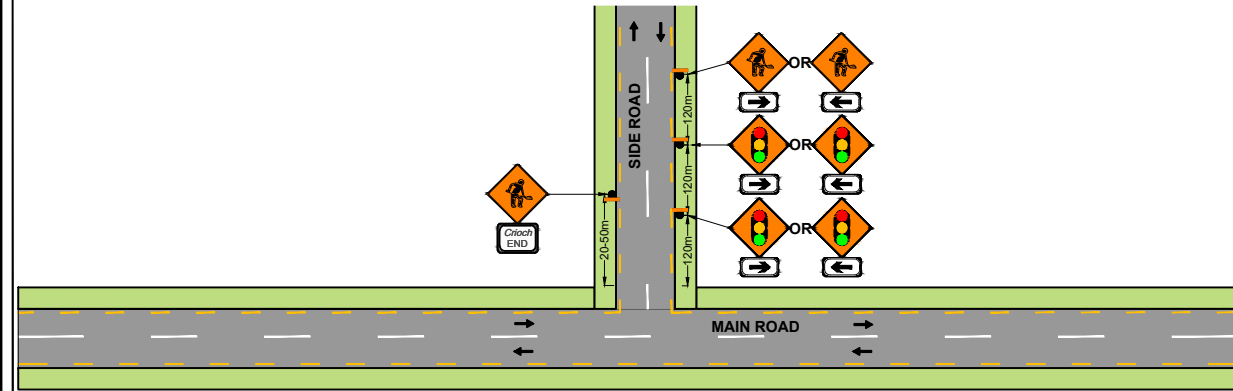 OR
120m
SIDE ROAD
OR
120m
Críoch
END
OR
20-50m
120m
MAIN ROAD